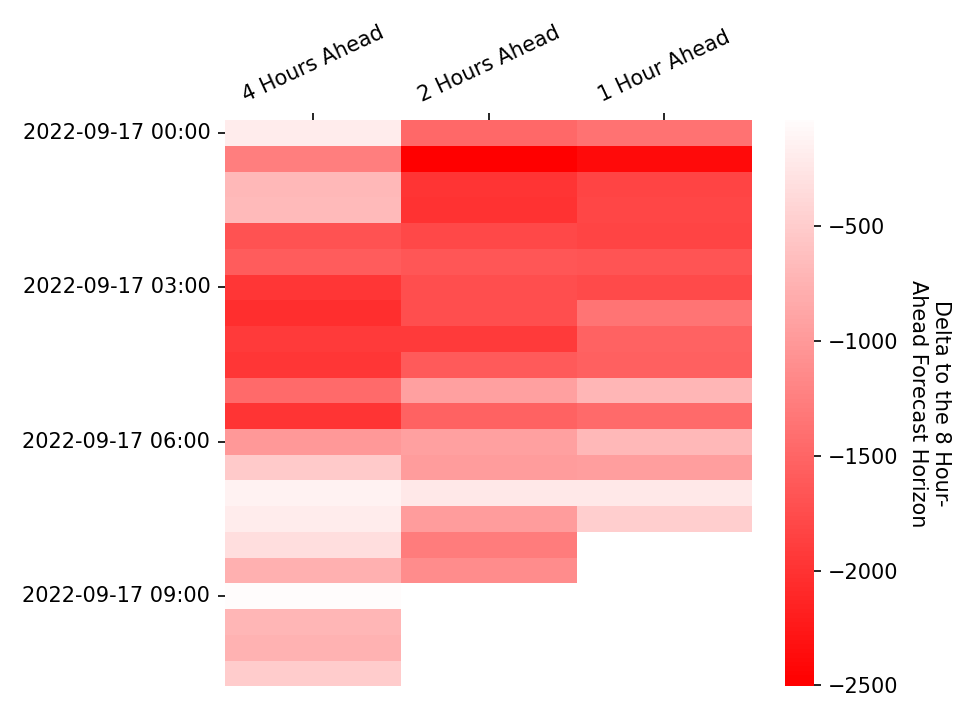 4 Hours Ahead
2 Hours Ahead
1 Hour Ahead
2022-09-17 00:00
2022-09-17 03:00
2022-09-17 06:00
2022-09-17 09:00
−500
−1000
−1500
−2000
−2500
Delta to the 8 Hour-
Ahead Forecast Horizon